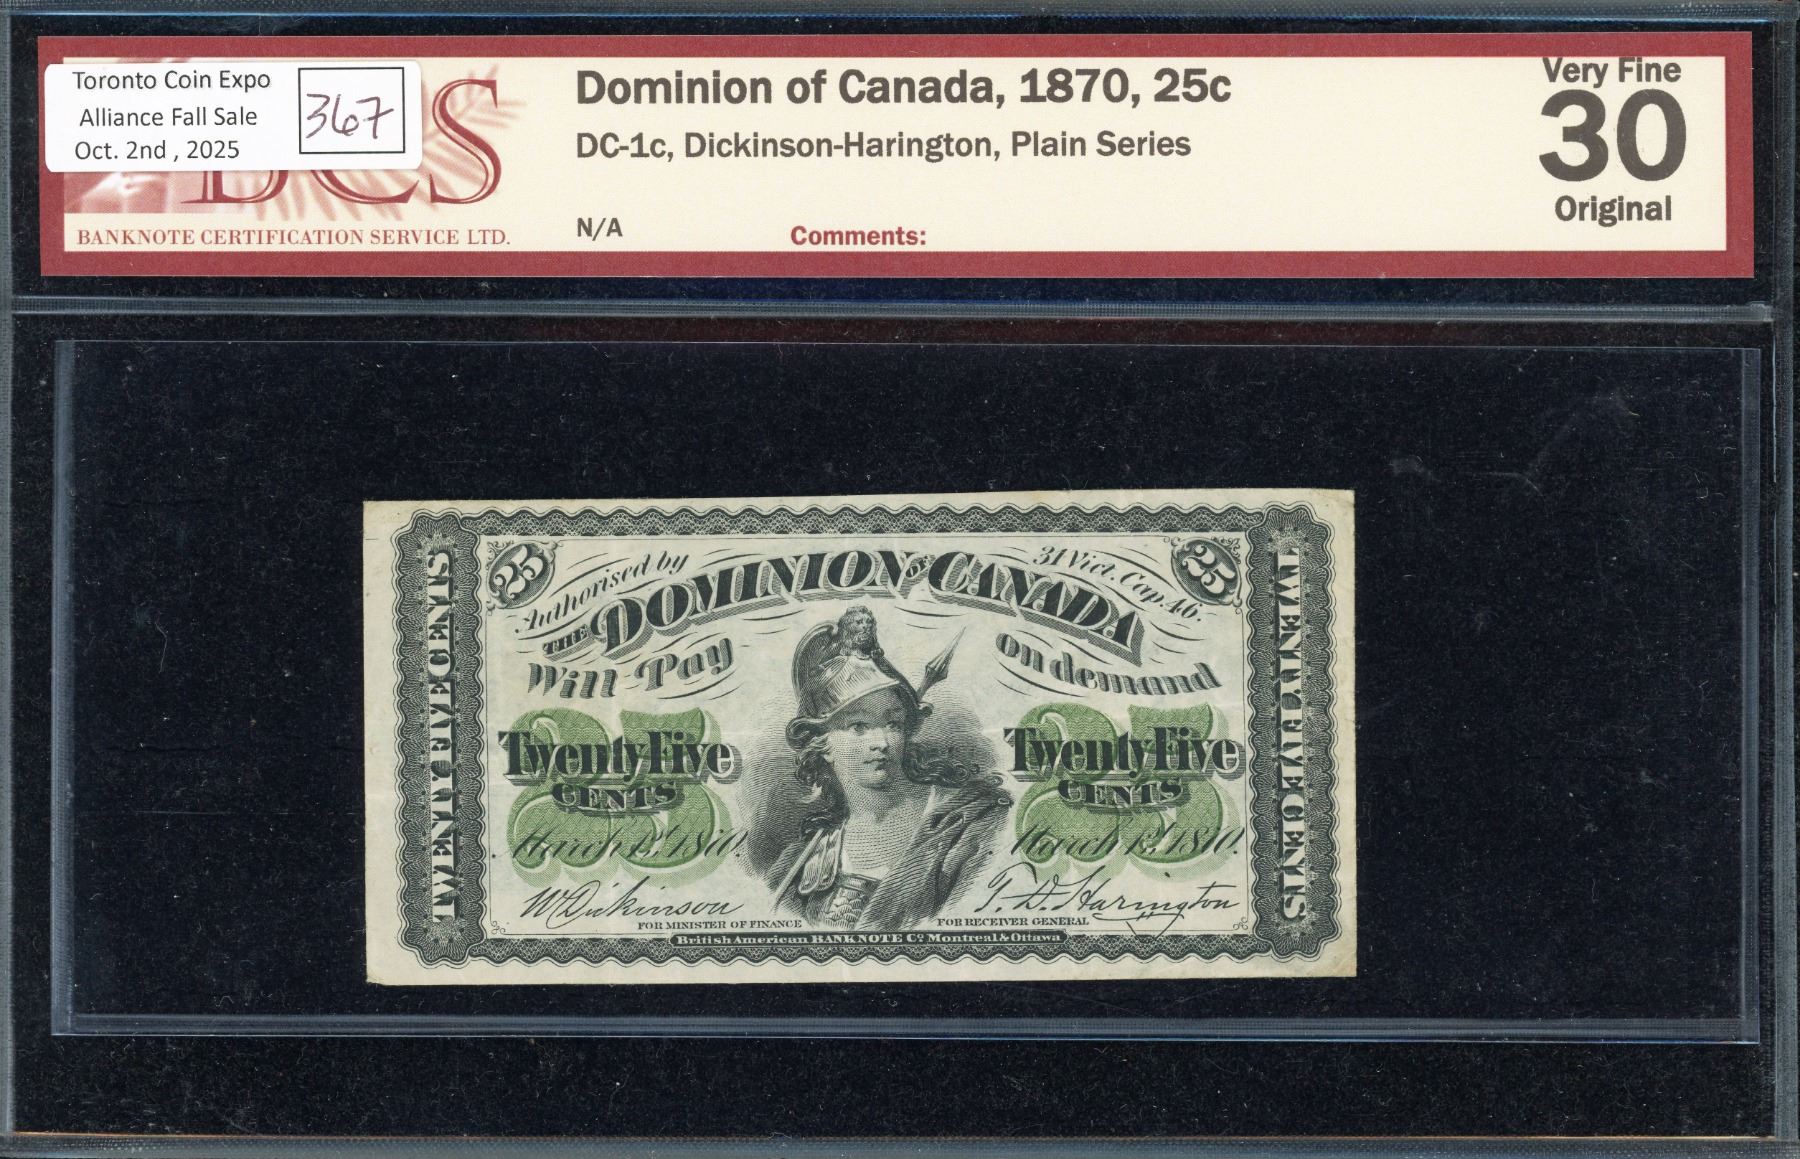 Toronto Coin Expo
Alliance Fall Sale
Oct. 2nd , 2025
367
BCS
BANKNOTE CERTIFICATION SERVICE LTD.
Dominion of Canada, 1870, 25c
DC-1c, Dickinson-Harington, Plain Series
N/A
Comments:
Very Fine
30
Original
25
25
Authorised by
31 Vict. Cap. 46.
THE DOMINION OF CANADA
Will Pay
on demand
25
25
Twenty Five
CENTS
Twenty Five
CENTS
March 1st, 1870.
March 1st, 1870.
W Dickinson
T. D. Harington
FOR MINISTER OF FINANCE
FOR RECEIVER GENERAL
British American BANK NOTE Co. Montreal & Ottawa
TWENTY FIVE CENTS
TWENTY FIVE CENTS